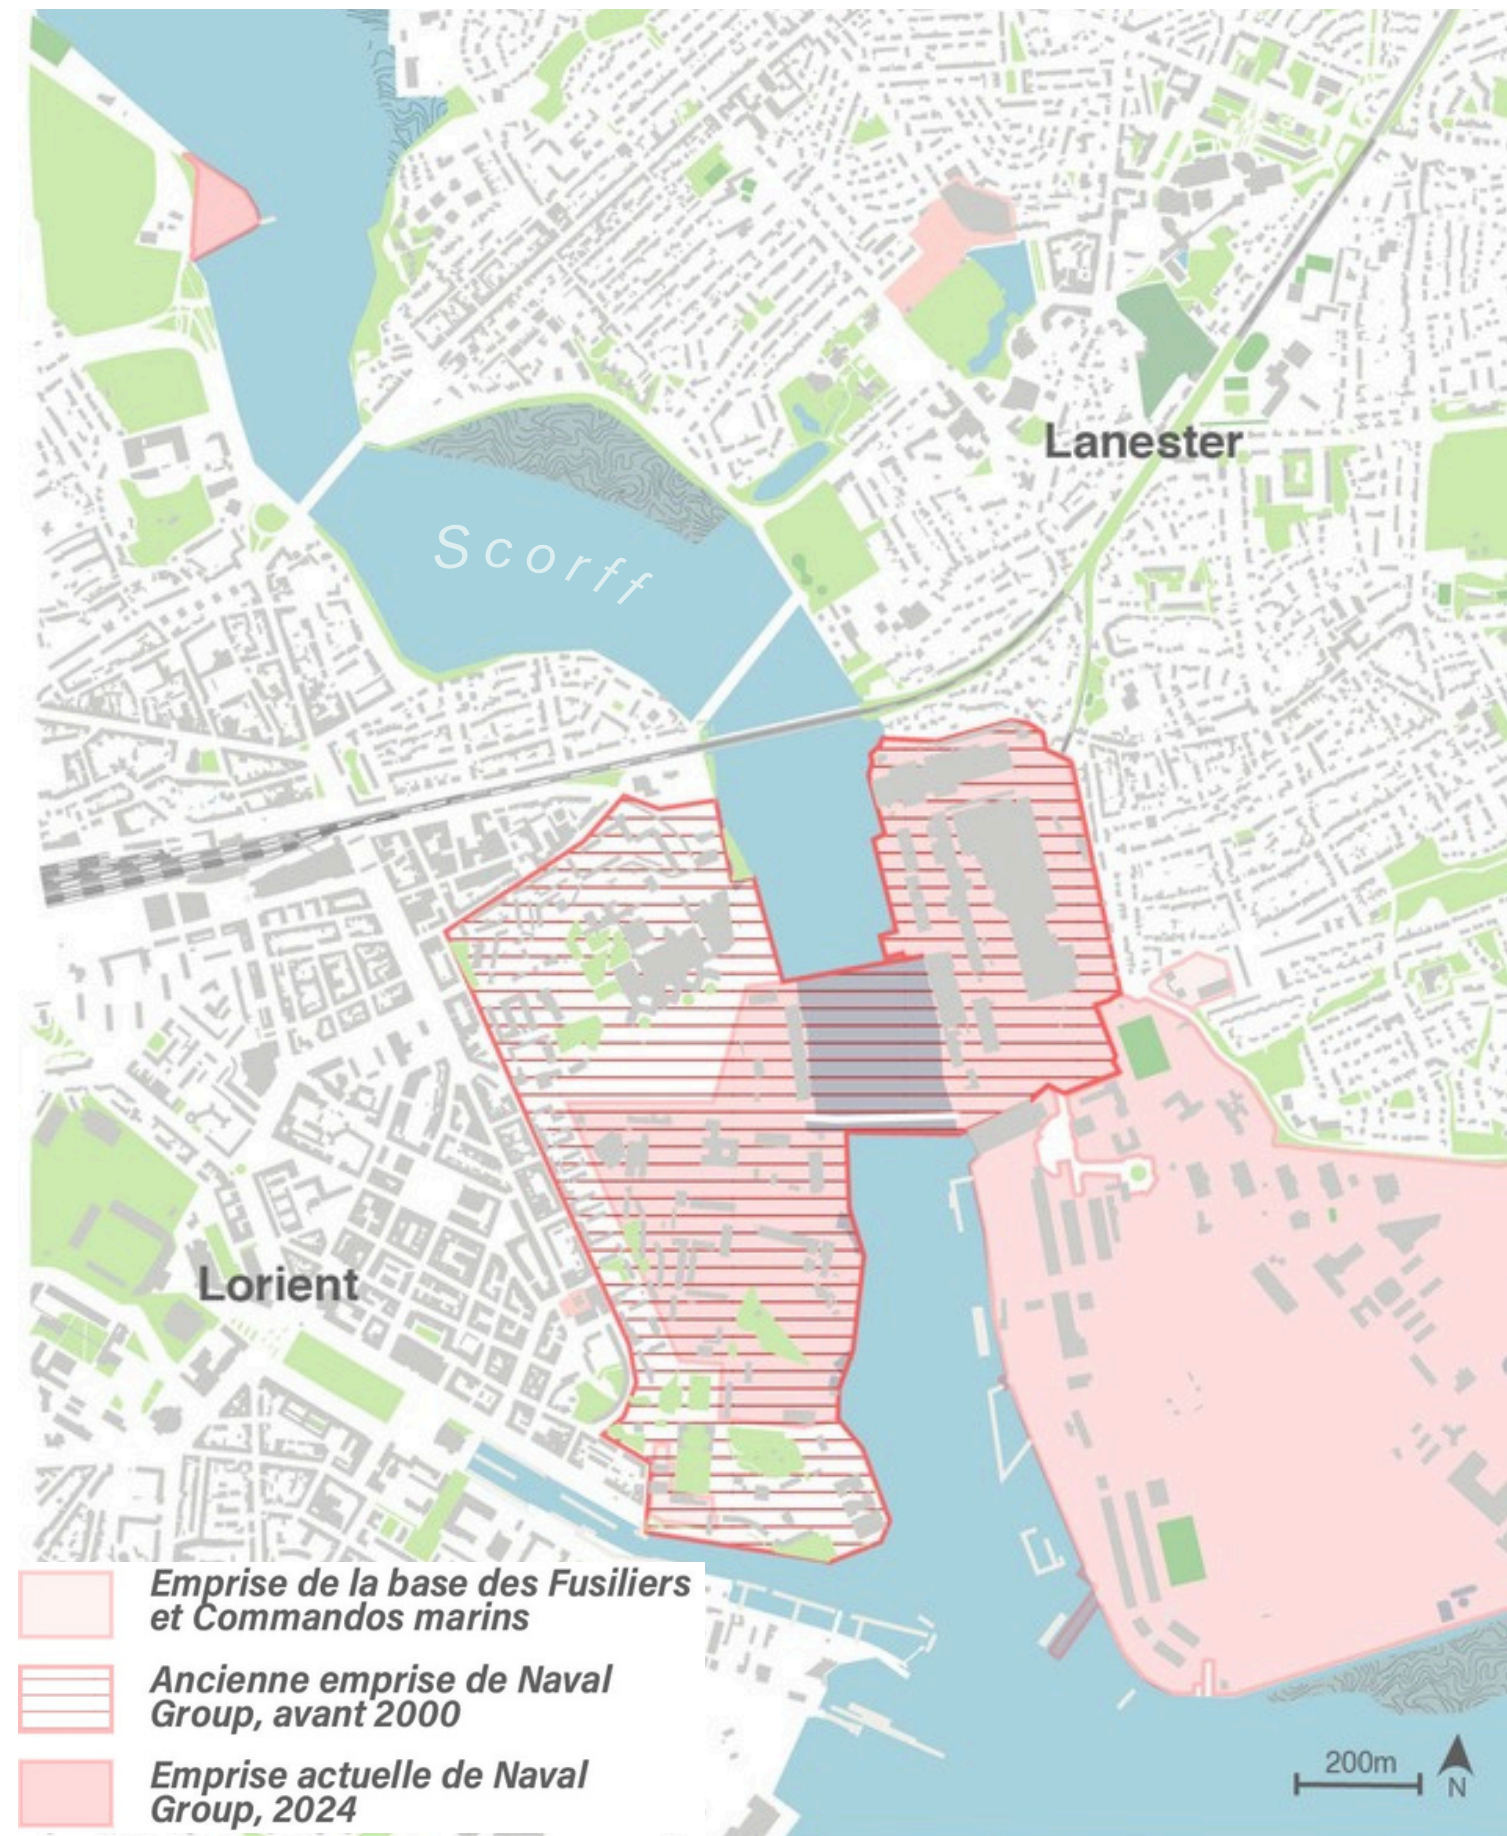 Lanester
Scorff
Lorient
Emprise de la base des Fusiliers
et Commandos marins
Ancienne emprise de Naval
Group, avant 2000
Emprise actuelle de Naval
Group, 2024
200m
N